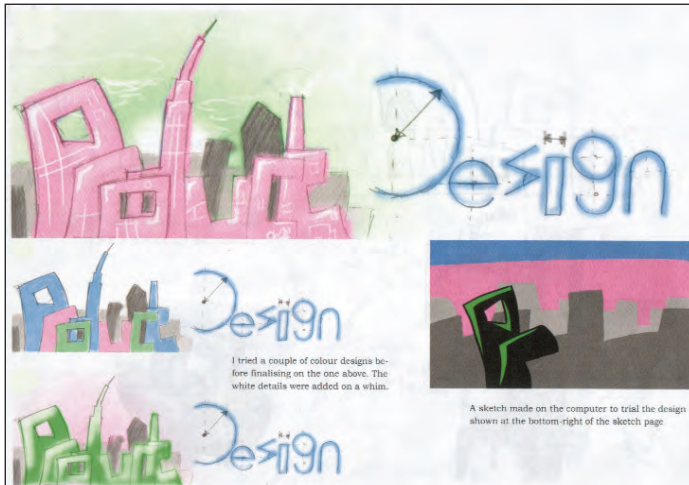 Product Design
Product Design
I tried a couple of colour designs be-
fore finalising on the one above. The
white details were added on a whim.
Product Design
P
A sketch made on the computer to trial the design
shown at the bottom-right of the sketch page